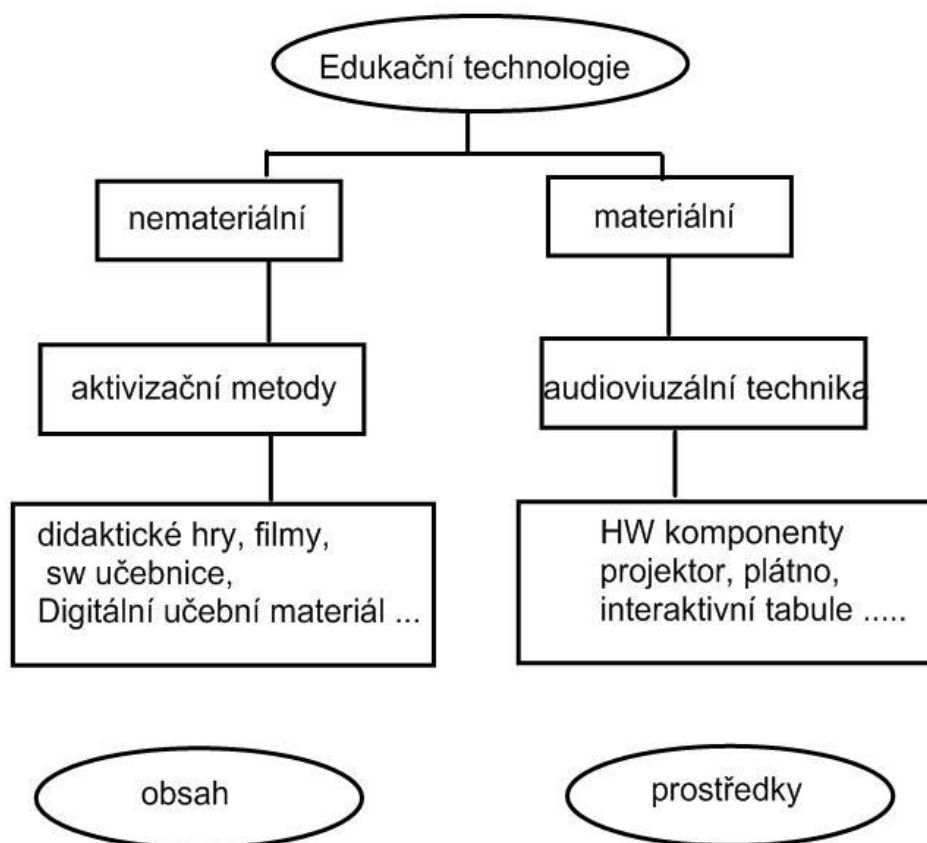 Edukační technologie
nemateriální
materiální
aktivizační metody
audioviuzální technika
didaktické hry, filmy,
sw učebnice,
Digitální učební materiál ...
HW komponenty
projektor, plátno,
interaktivní tabule .....
obsah
prostředky